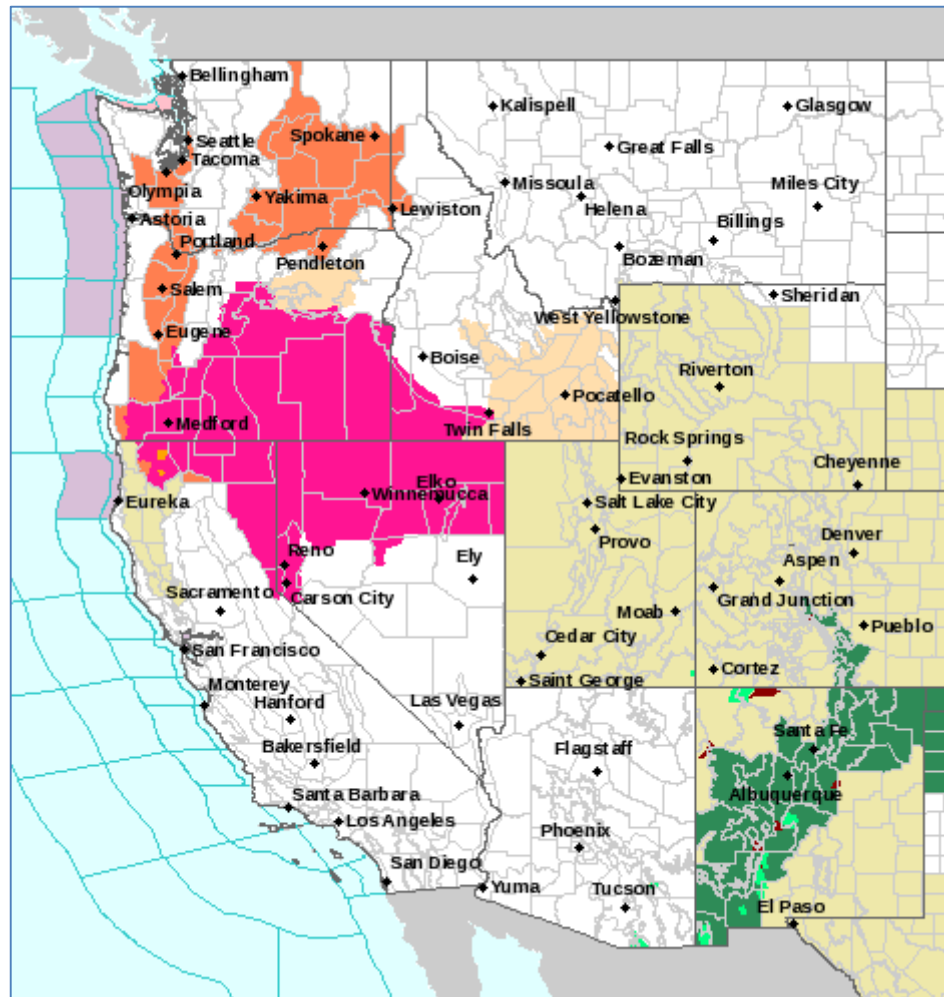 Bellingham
Kalispell
Glasgow
Seattle
Spokane
Great Falls
Tacoma
Olympia
Missoula
Miles City
Yakima
Lewiston
Helena
Astoria
Billings
Portland
Bozeman
Pendleton
Salem
Sheridan
West Yellowstone
Eugene
Boise
Riverton
Pocatello
Medford
Twin Falls
Rock Springs
Cheyenne
Elko
Evanston
Winnemucca
Eureka
Salt Lake City
Provo
Denver
Reno
Ely
Aspen
Sacramento
Carson City
Grand Junction
Moab
Pueblo
Cedar City
San Francisco
Cortez
Saint George
Monterey
Hanford
Las Vegas
Santa Fe
Bakersfield
Flagstaff
Albuquerque
Santa Barbara
Los Angeles
Phoenix
San Diego
Yuma
Tucson
El Paso